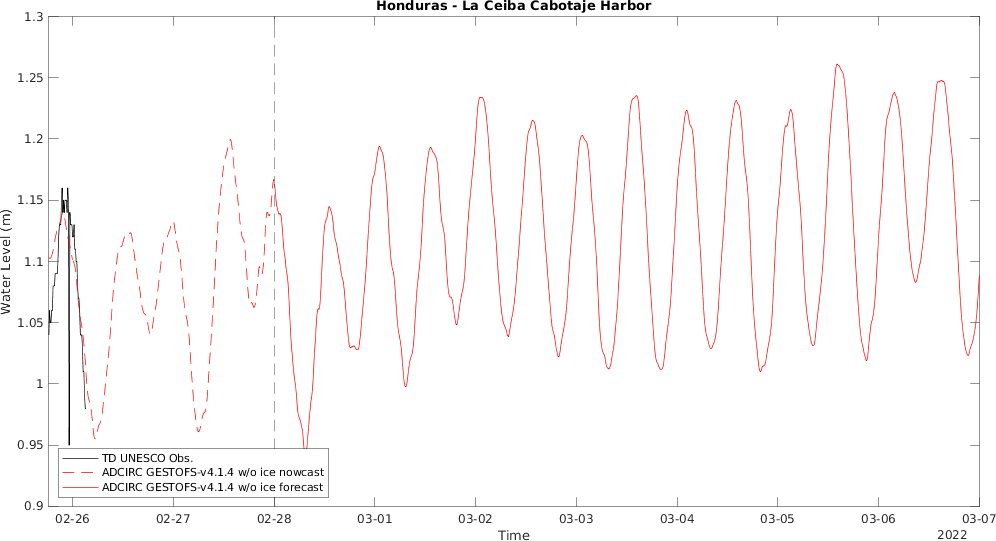 Honduras - La Ceiba Cabotaje Harbor
1.3
1.25
1.2
1.15
1.1
1.05
1
0.95
0.9
Water Level (m)
TD UNESCO Obs.
ADCIRC GESTOFS-v4.1.4 w/o ice nowcast
ADCIRC GESTOFS-v4.1.4 w/o ice forecast
02-26 02-27 02-28 03-01 03-02 03-03 03-04 03-05 03-06 03-07
Time
2022